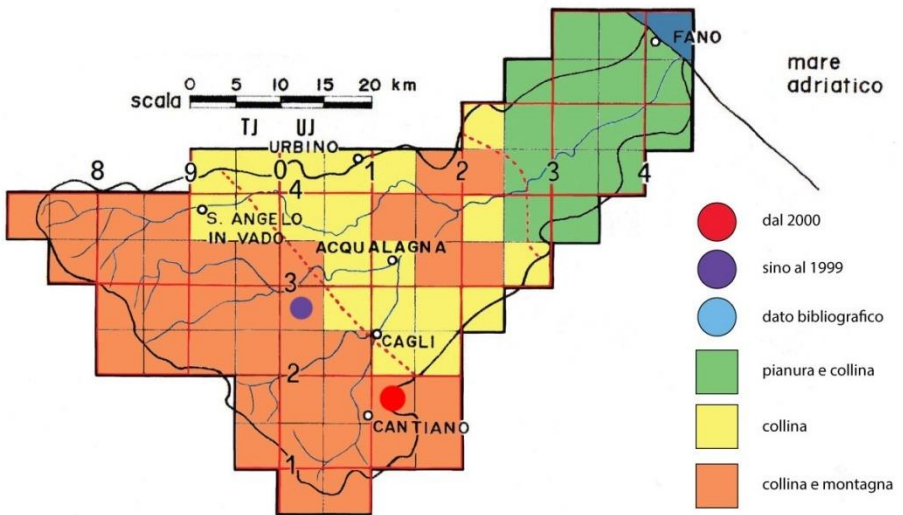 FANO
mare
adriatico
0 5 10 15 20 km
scala
TJ UJ
URBINO
8 9 0 1 2 3 4
4
S. ANGELO
IN VADO
ACQUALAGNA
3
CAGLI
2
CANTIANO
1
dal 2000
sino al 1999
dato bibliografico
pianura e collina
collina
collina e montagna